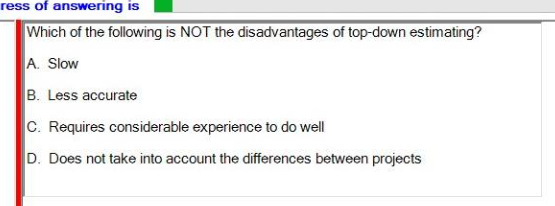 ress of answering is
Which of the following is NOT the disadvantages of top-down estimating?
A. Slow
B. Less accurate
C. Requires considerable experience to do well
D. Does not take into account the differences between projects